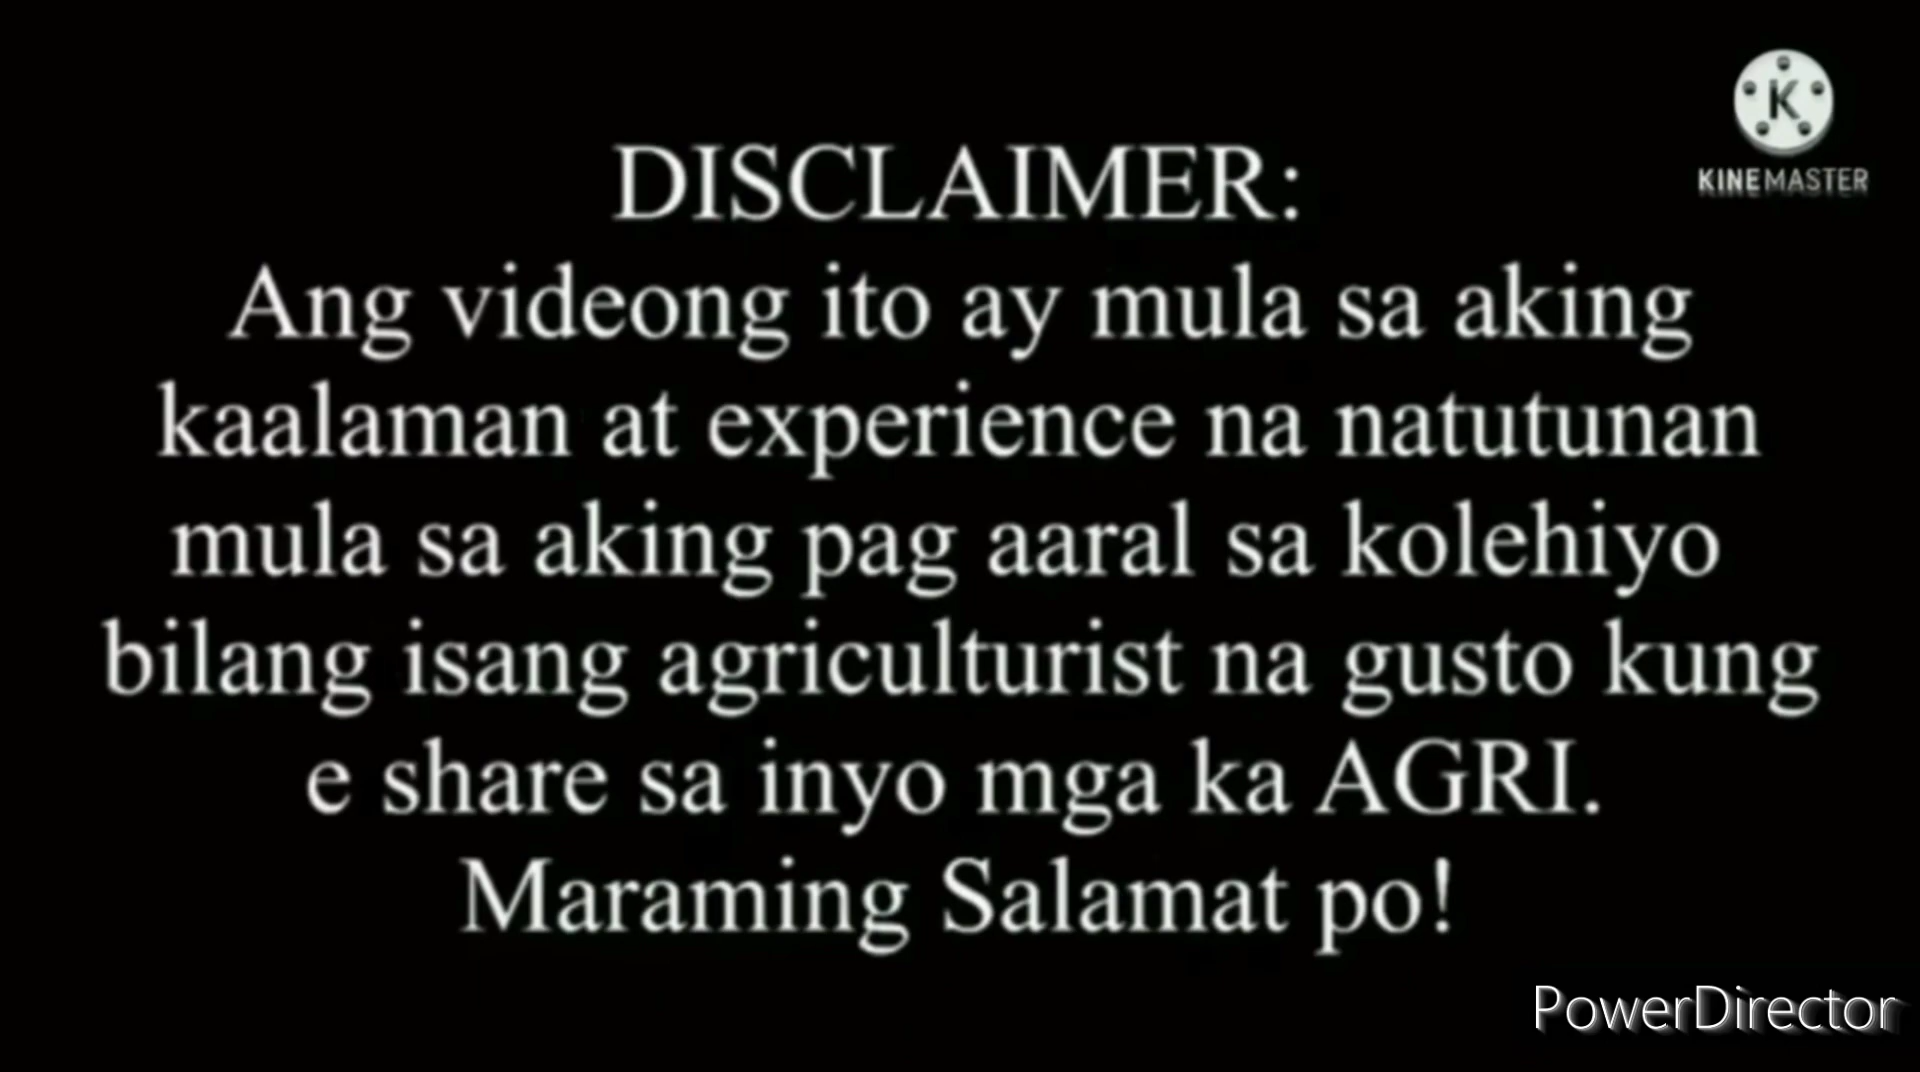 KINEMASTER
DISCLAIMER:
Ang videong ito ay mula sa aking
kaalaman at experience na natutunan
mula sa aking pag aaral sa kolehiyo
bilang isang agriculturist na gusto kung
e share sa inyo mga ka AGRI.
Maraming Salamat po!
PowerDirector